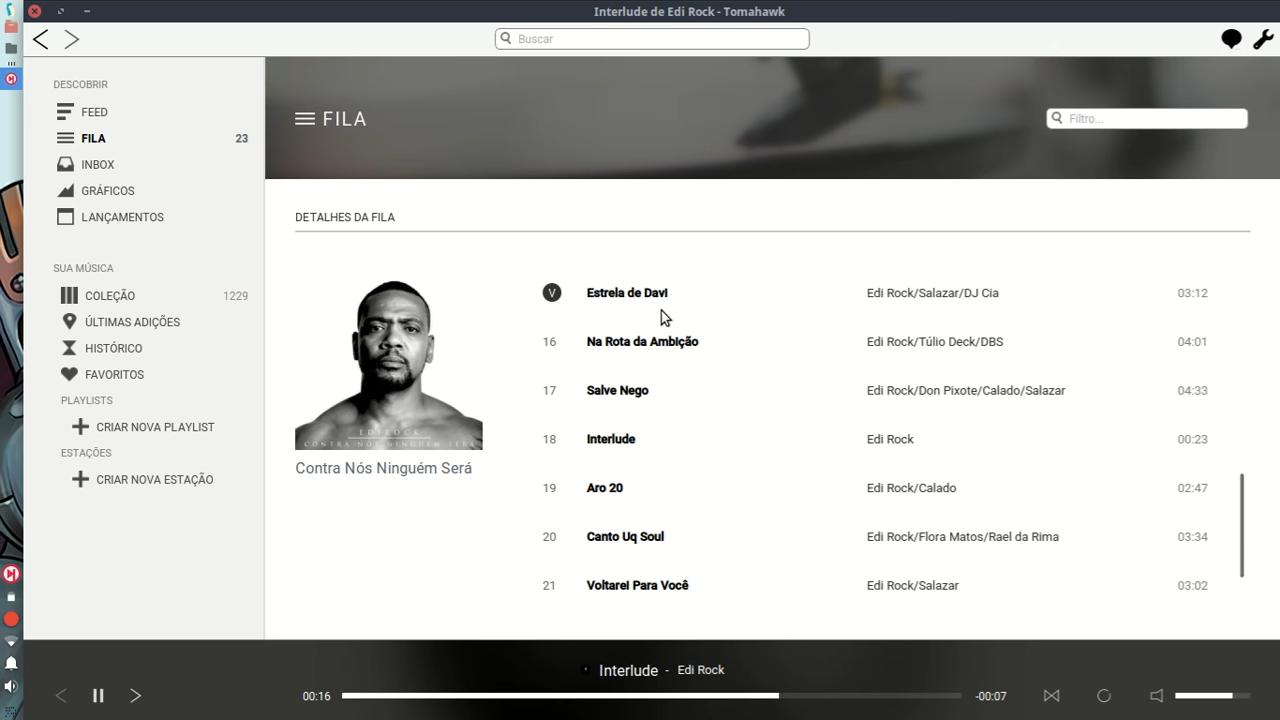 Interlude de Edi Rock - Tomahawk
Buscar
DESCOBRIR
FEED
FILA 23
INBOX
GRÁFICOS
LANÇAMENTOS
SUA MÚSICA
COLEÇÃO 1229
ÚLTIMAS ADIÇÕES
HISTÓRICO
FAVORITOS
PLAYLISTS
CRIAR NOVA PLAYLIST
ESTAÇÕES
CRIAR NOVA ESTAÇÃO
FILA
Filtro...
DETALHES DA FILA
EDI ROCK
CONTRA NÓS NINGUÉM SERÁ
Contra Nós Ninguém Será
V Estrela de Davi Edi Rock/Salazar/DJ Cia 03:12
16 Na Rota da Ambição Edi Rock/Túlio Deck/DBS 04:01
17 Salve Nego Edi Rock/Don Pixote/Calado/Salazar 04:33
18 Interlude Edi Rock 00:23
19 Aro 20 Edi Rock/Calado 02:47
20 Canto Uq Soul Edi Rock/Flora Matos/Rael da Rima 03:34
21 Voltarei Para Você Edi Rock/Salazar 03:02
Interlude - Edi Rock
00:16 -00:07